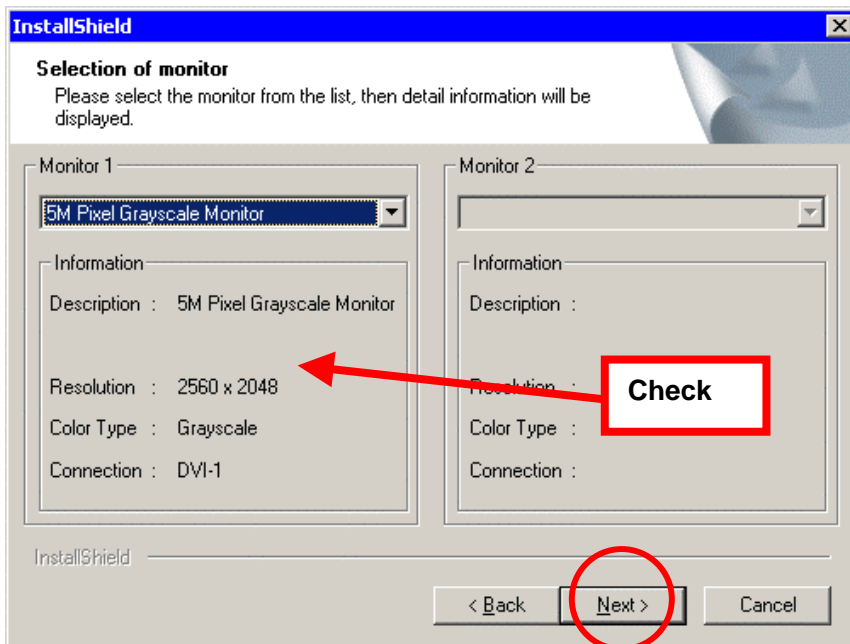 InstallShield
Selection of monitor
Please select the monitor from the list, then detail information will be
displayed.
Monitor 1
5M Pixel Grayscale Monitor
Information
Description : 5M Pixel Grayscale Monitor
Resolution : 2560 x 2048
Color Type : Grayscale
Connection : DVI-1
Monitor 2
Information
Description :
Resolution :
Color Type :
Connection :
Check
InstallShield
< Back
Next >
Cancel